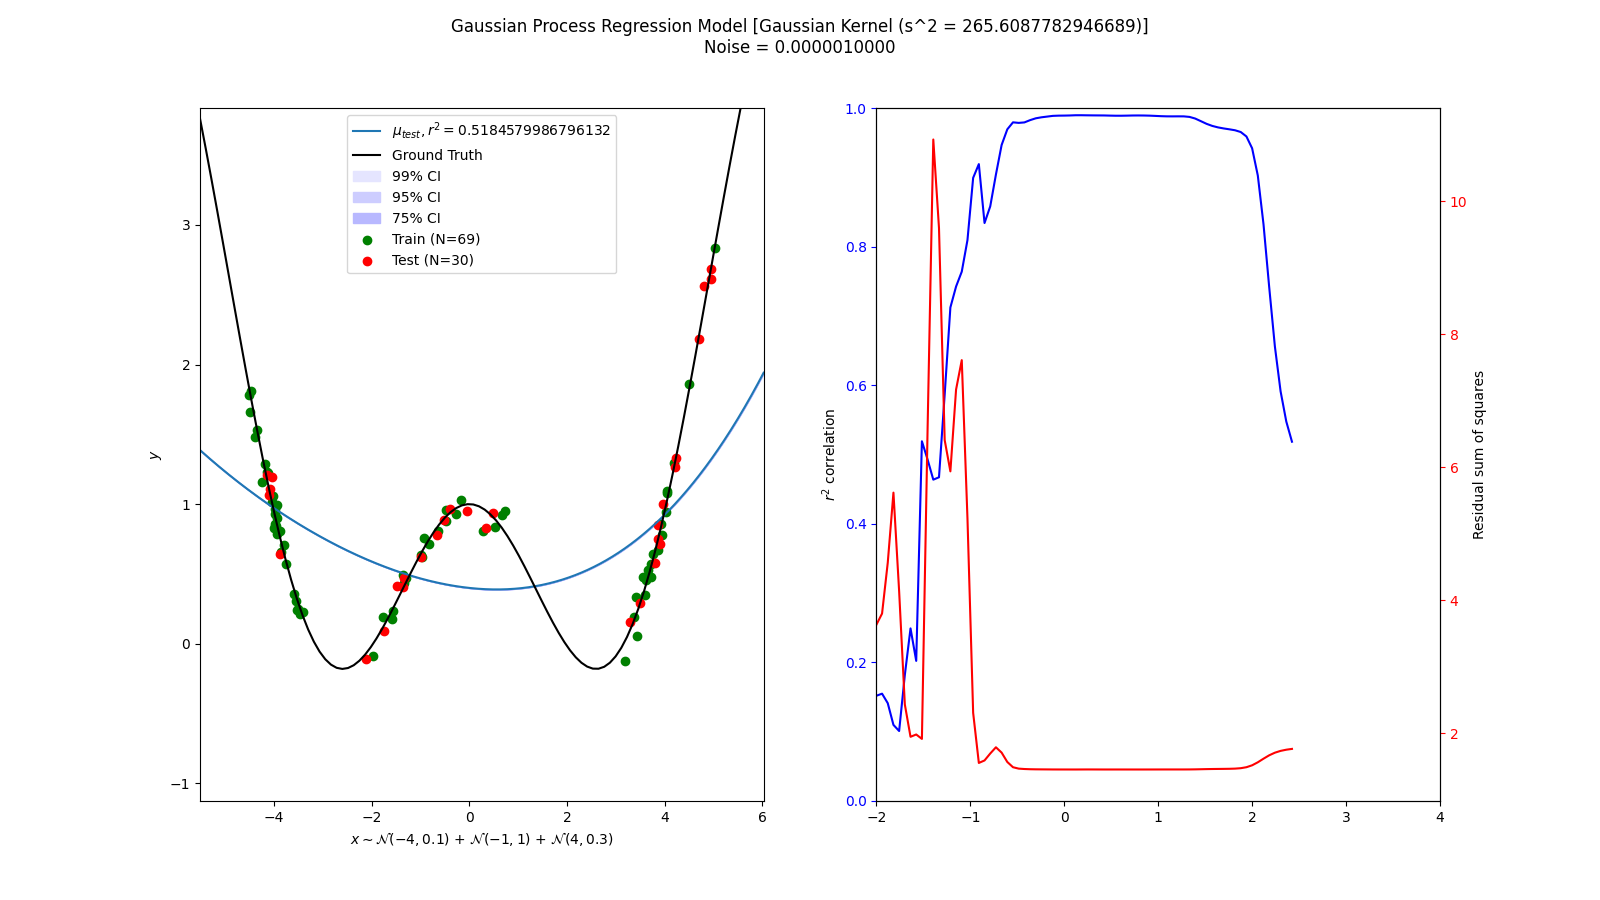 Gaussian Process Regression Model [Gaussian Kernel (s^2 = 265.6087782946689)]
Noise = 0.0000010000
μ_test, r² = 0.5184579986796132
Ground Truth
99% CI
95% CI
75% CI
Train (N=69)
Test (N=30)
3
2
1
0
−1
y
−4
−2
0
2
4
6
x ~ 𝒩(−4, 0.1) + 𝒩(−1, 1) + 𝒩(4, 0.3)
1.0
0.8
0.6
0.4
0.2
0.0
r² correlation
−2
−1
0
1
2
3
4
10
8
6
4
2
Residual sum of squares